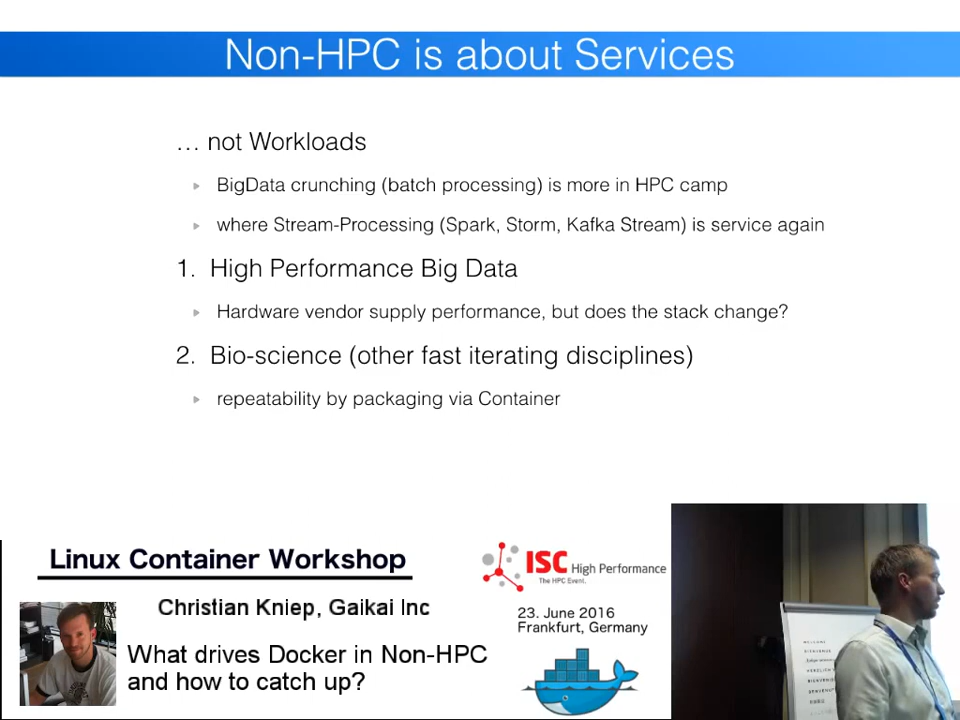 Non-HPC is about Services
... not Workloads
BigData crunching (batch processing) is more in HPC camp
where Stream-Processing (Spark, Storm, Kafka Stream) is service again
1. High Performance Big Data
Hardware vendor supply performance, but does the stack change?
2. Bio-science (other fast iterating disciplines)
repeatability by packaging via Container
Linux Container Workshop
Christian Kniep, Gaikai Inc
What drives Docker in Non-HPC
and how to catch up?
ISC High Performance
The HPC Event.
23. June 2016
Frankfurt, Germany
WELCOME
BIENVENUE